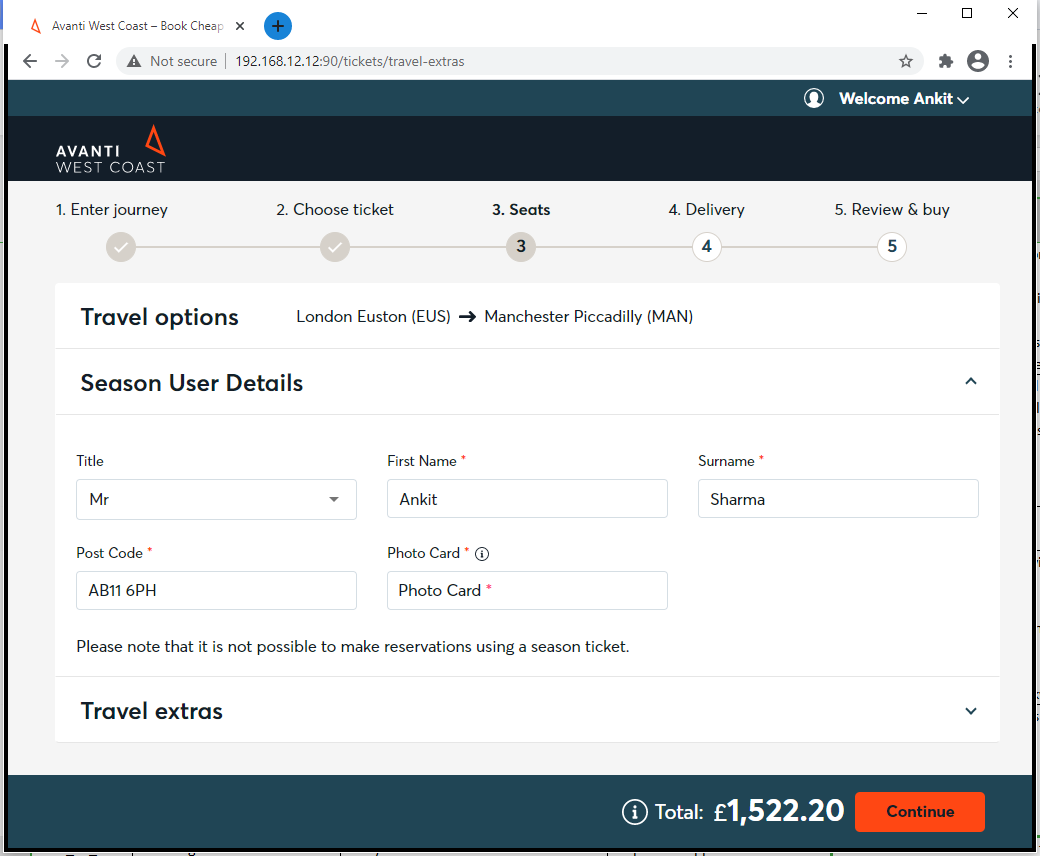 Avanti West Coast – Book Cheap
Not secure
192.168.12.12:90/tickets/travel-extras
Welcome Ankit
AVANTI
WEST COAST
1. Enter journey
2. Choose ticket
3. Seats
4. Delivery
5. Review & buy
3
4
5
Travel options
London Euston (EUS) → Manchester Piccadilly (MAN)
Season User Details
Title
First Name *
Surname *
Mr
Ankit
Sharma
Post Code *
Photo Card *
AB11 6PH
Photo Card *
Please note that it is not possible to make reservations using a season ticket.
Travel extras
Total: £1,522.20
Continue